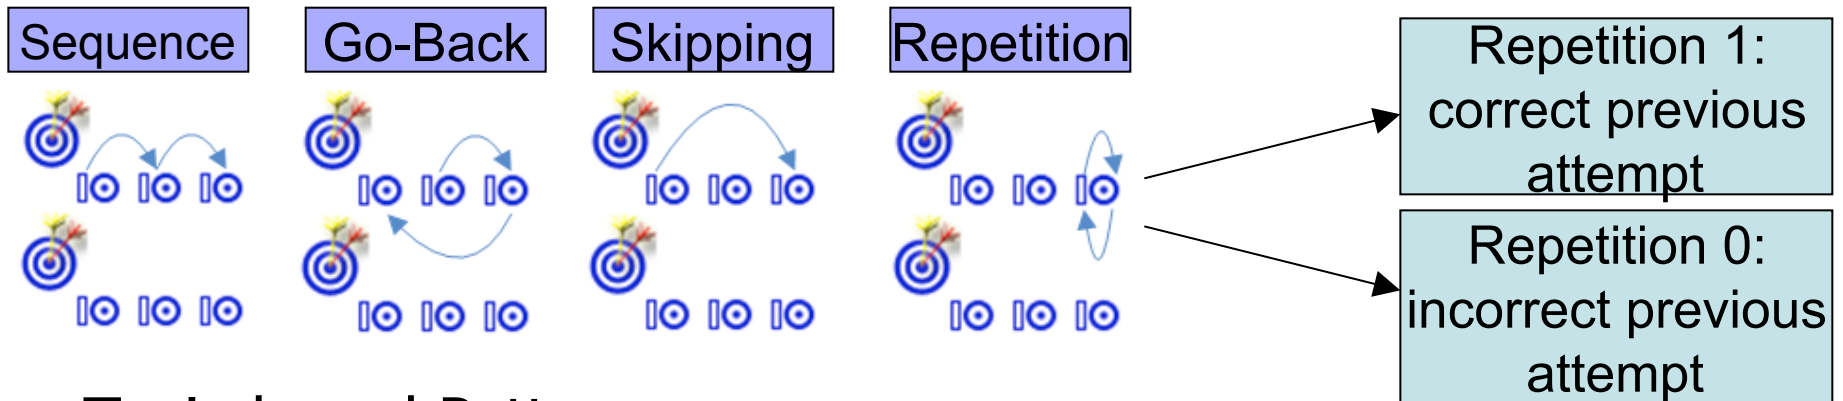 Sequence
Go-Back
Skipping
Repetition
Repetition 1:
correct previous
attempt
Repetition 0:
incorrect previous
attempt